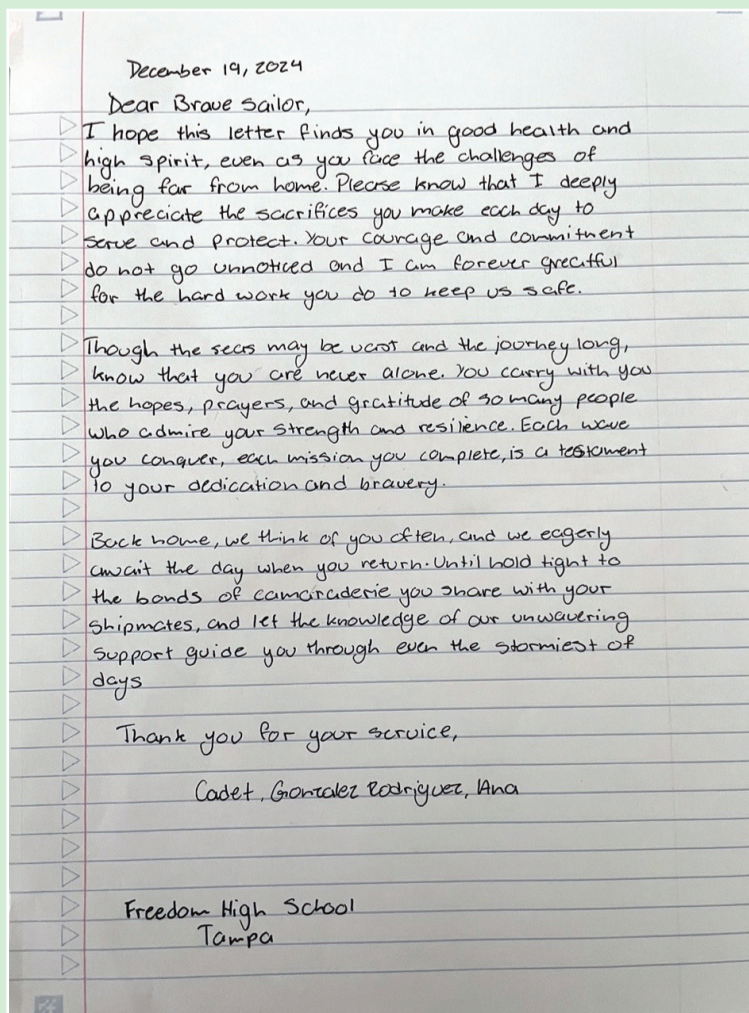 December 19, 2024
Dear Brave Sailor,
I hope this letter finds you in good health and
high spirit, even as you face the challenges of
being far from home. Please know that I deeply
appreciate the sacrifices you make each day to
serve and protect. Your courage and commitment
do not go unnoticed and I am forever greatful
for the hard work you do to keep us safe.
Though the seas may be vast and the journey long,
know that you are never alone. You carry with you
the hopes, prayers, and gratitude of so many people
who admire your strength and resilience. Each wave
you conquer, each mission you complete, is a testament
to your dedication and bravery.
Back home, we think of you often, and we eagerly
await the day when you return. Until hold tight to
the bonds of camaraderie you share with your
shipmates, and let the knowledge of our unwavering
support guide you through even the stormiest of
days
Thank you for your service,
Cadet, Gonzalez Rodriguez, Ana
Freedom High School
Tampa